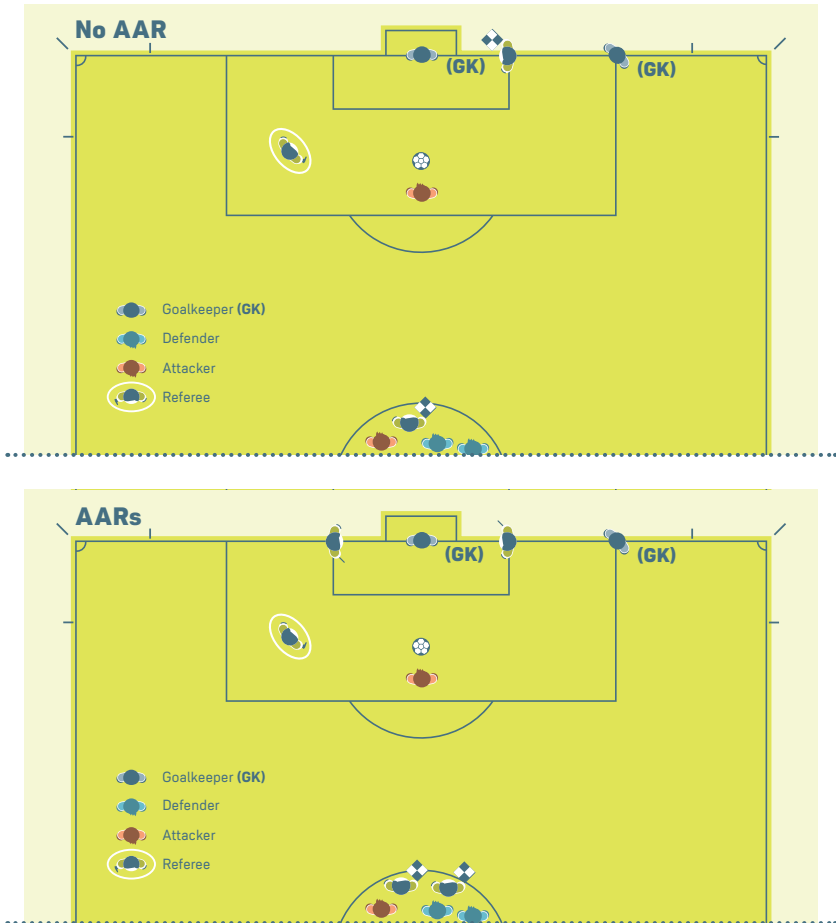 No AAR
(GK)
(GK)
Goalkeeper (GK)
Defender
Attacker
Referee
AARs
(GK)
(GK)
Goalkeeper (GK)
Defender
Attacker
Referee